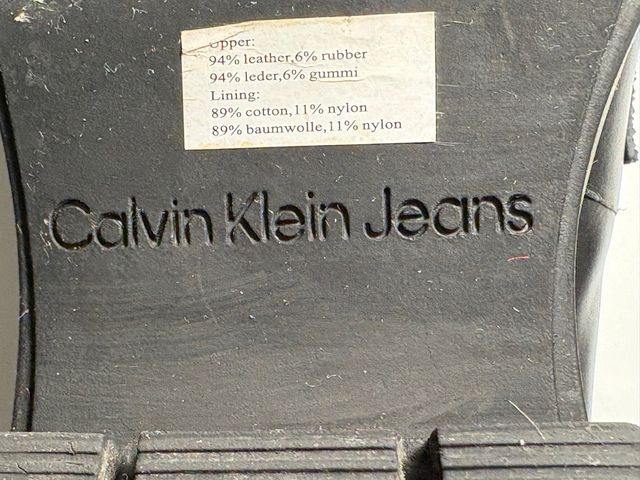 Upper:
94% leather,6% rubber
94% leder,6% gummi
Lining:
89% cotton,11% nylon
89% baumwolle,11% nylon
Calvin Klein Jeans